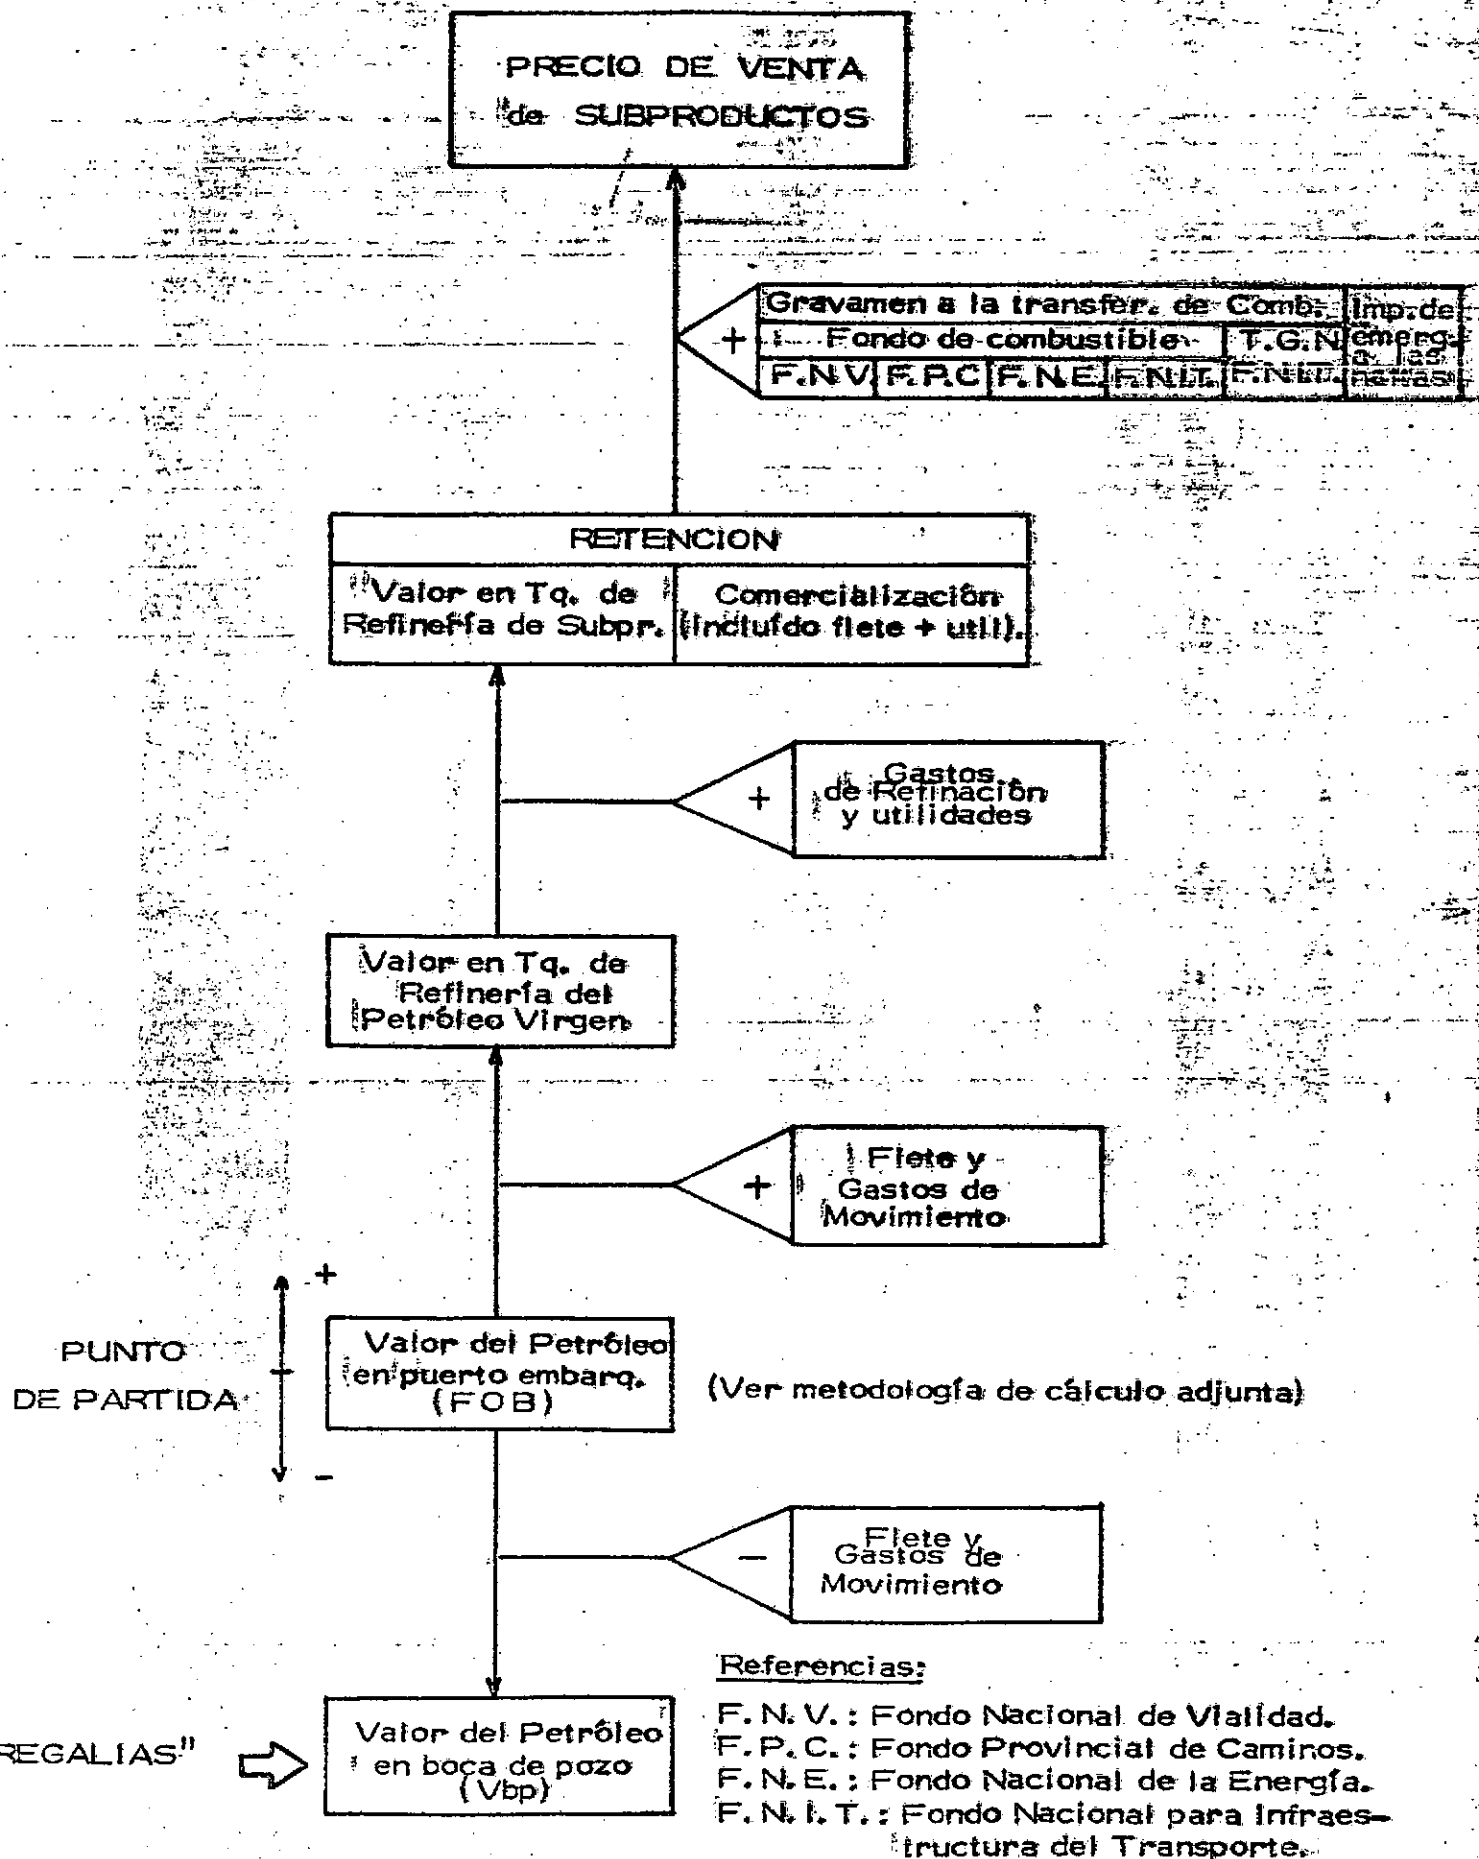 PRECIO DE VENTA
de SUBPRODUCTOS
Gravamen a la transfer. de Comb.
Imp. de
emerg.
a las
naftas
+
Fondo de combustible
T.G.N
F.N.V.
F.P.C
F.N.E.
F.N.I.T.
F.N.I.T.
RETENCION
Valor en Tq. de
Refinería de Subpr.
Comercialización
(incluído flete + util).
+
Gastos
de Refinación
y utilidades
Valor en Tq. de
Refinería del
Petróleo Virgen
+
Flete y
Gastos de
Movimiento
+
PUNTO
DE PARTIDA
-
Valor del Petróleo
en puerto embarq.
(FOB)
(Ver metodología de cálculo adjunta)
-
Flete y
Gastos de
Movimiento
REGALIAS"
Valor del Petróleo
en boca de pozo
(Vbp)
Referencias:
F. N. V. : Fondo Nacional de Vialidad.
F. P. C. : Fondo Provincial de Caminos.
F. N. E. : Fondo Nacional de la Energía.
F. N. I. T. : Fondo Nacional para Infraes-
tructura del Transporte.